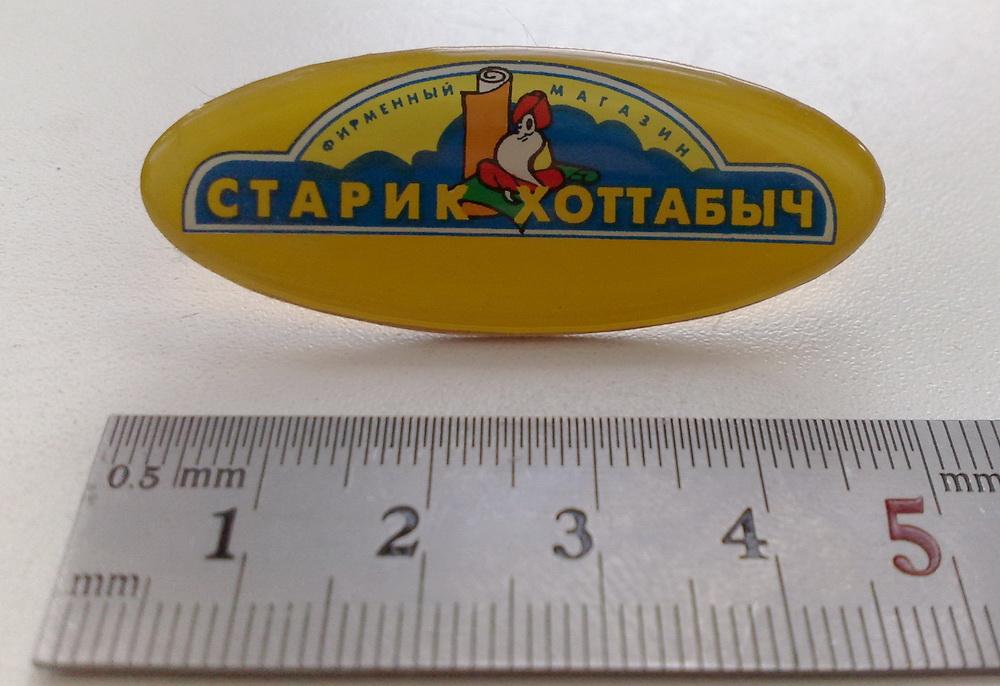 ФИРМЕННЫЙ МАГАЗИН
СТАРИК ХОТТАБЫЧ
0.5 mm
mm
1 2 3 4 5
mm